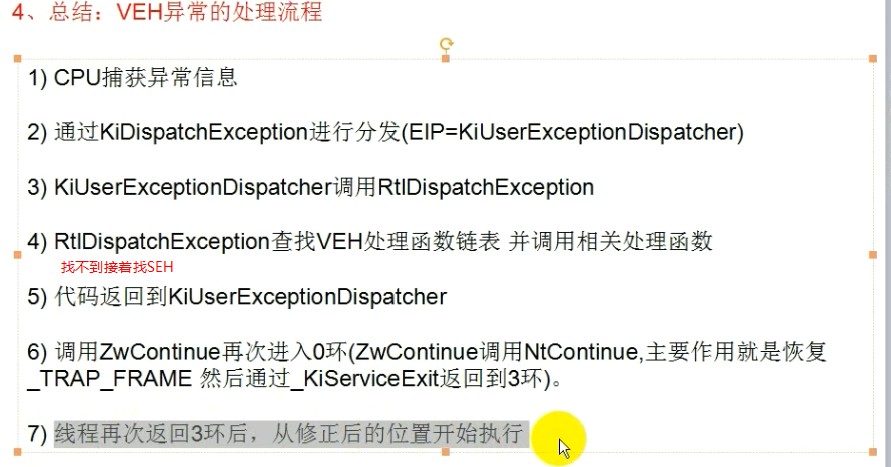 4、总结：VEH异常的处理流程
1) CPU捕获异常信息
2) 通过KiDispatchException进行分发(EIP=KiUserExceptionDispatcher)
3) KiUserExceptionDispatcher调用RtlDispatchException
4) RtlDispatchException查找VEH处理函数链表 并调用相关处理函数
找不到接着找SEH
5) 代码返回到KiUserExceptionDispatcher
6) 调用ZwContinue再次进入0环(ZwContinue调用NtContinue,主要作用就是恢复
_TRAP_FRAME 然后通过_KiServiceExit返回到3环)。
7) 线程再次返回3环后，从修正后的位置开始执行